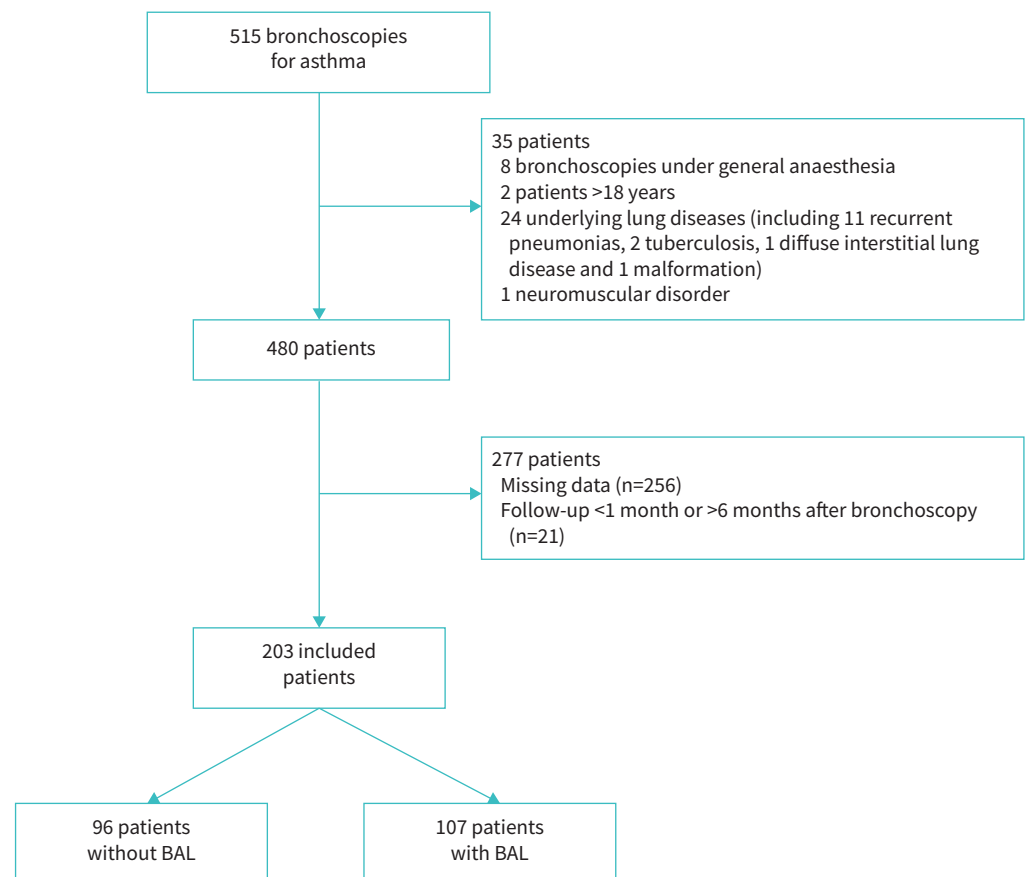 515 bronchoscopies
for asthma
35 patients
8 bronchoscopies under general anaesthesia
2 patients >18 years
24 underlying lung diseases (including 11 recurrent
pneumonias, 2 tuberculosis, 1 diffuse interstitial lung
disease and 1 malformation)
1 neuromuscular disorder
480 patients
277 patients
Missing data (n=256)
Follow-up <1 month or >6 months after bronchoscopy
(n=21)
203 included
patients
96 patients
without BAL
107 patients
with BAL